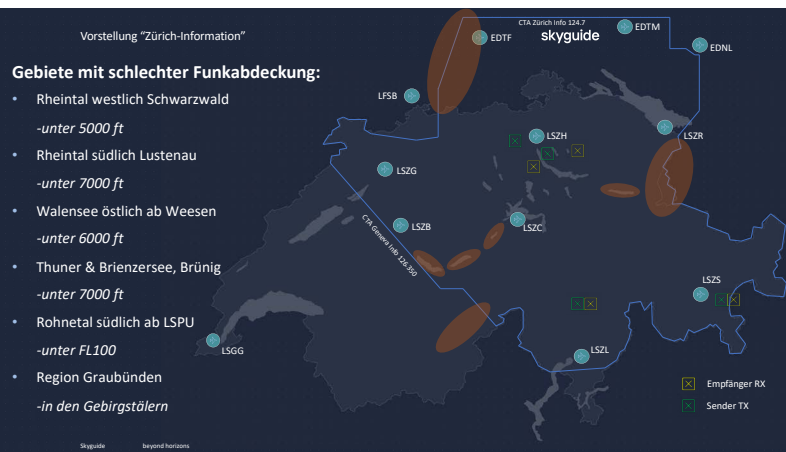 Vorstellung "Zürich-Information"
Gebiete mit schlechter Funkabdeckung:
• Rheintal westlich Schwarzwald
-unter 5000 ft
• Rheintal südlich Lustenau
-unter 7000 ft
• Walensee östlich ab Weesen
-unter 6000 ft
• Thuner & Brienzersee, Brünig
-unter 7000 ft
• Rohnetal südlich ab LSPU
-unter FL100
• Region Graubünden
-in den Gebirgstälern
CTA Zürich Info 124.7
skyguide
EDTF
EDTM
EDNL
LFSB
LSZH
LSZR
LSZG
LSZB
LSZC
CTA Geneva Info 126.350
LSZS
LSGG
LSZL
Empfänger RX
Sender TX
Skyguide
beyond horizons